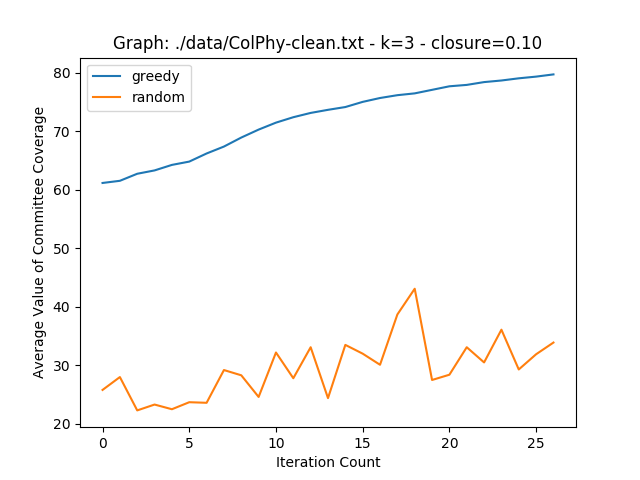 Graph: ./data/ColPhy-clean.txt - k=3 - closure=0.10
greedy
random
Average Value of Committee Coverage
80
70
60
50
40
30
20
0 5 10 15 20 25
Iteration Count